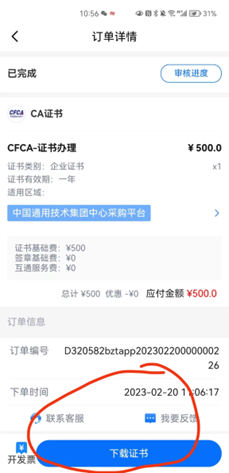 10:56
31%
订单详情
已完成
审核进度
CFCA
CA证书
CFCA-证书办理
¥500.0
证书类别：企业证书
x1
证书有效期：一年
适用区域：
中国通用技术集团中心采购平台
证书基础费：¥500
签章基础费：¥0
互通服务费：¥0
总计 ¥500 优惠 -¥0 应付金额 ¥500.0
订单信息
订单编号
D320582bztapp202302200000002
26
下单时间
2023-02-20 11:06:17
联系客服
我要反馈
开发票
下载证书